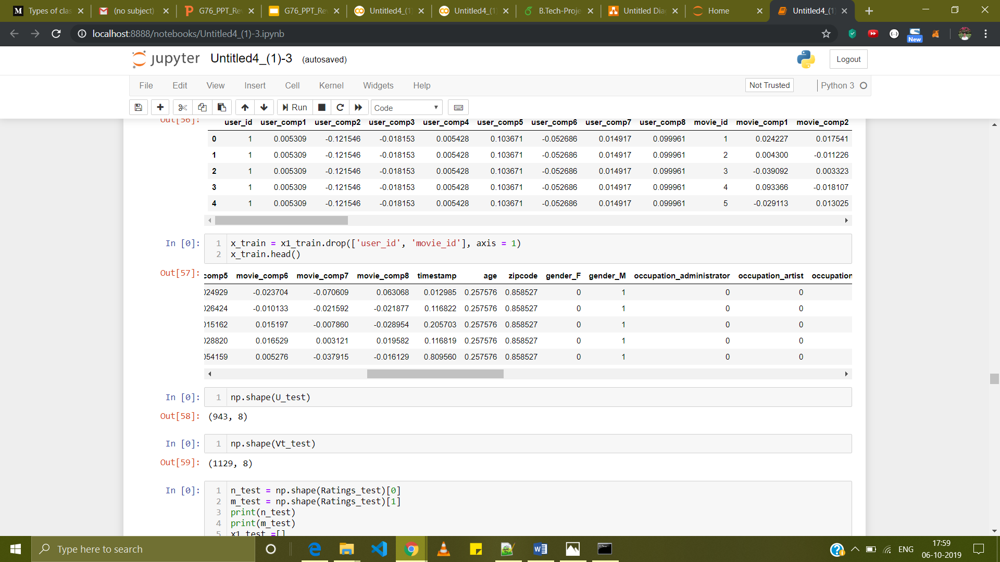 Types of clas
(no subject)
G76_PPT_Rev
G76_PPT_Rev
Untitled4_(1)
Untitled4_(1)
B.Tech-Proje
Untitled Dia
Home
Untitled4_(1)
localhost:8888/notebooks/Untitled4_(1)-3.ipynb
New
jupyter Untitled4_(1)-3 (autosaved)
Logout
File Edit View Insert Cell Kernel Widgets Help
Not Trusted
Python 3
Run
Code
Out[56]:
user_id user_comp1 user_comp2 user_comp3 user_comp4 user_comp5 user_comp6 user_comp7 user_comp8 movie_id movie_comp1 movie_comp2
0 1 0.005309 -0.121546 -0.018153 0.005428 0.103671 -0.052686 0.014917 0.099961 1 0.024227 0.017541
1 1 0.005309 -0.121546 -0.018153 0.005428 0.103671 -0.052686 0.014917 0.099961 2 0.004300 -0.011226
2 1 0.005309 -0.121546 -0.018153 0.005428 0.103671 -0.052686 0.014917 0.099961 3 -0.039092 0.003323
3 1 0.005309 -0.121546 -0.018153 0.005428 0.103671 -0.052686 0.014917 0.099961 4 0.093366 -0.018107
4 1 0.005309 -0.121546 -0.018153 0.005428 0.103671 -0.052686 0.014917 0.099961 5 -0.029113 0.013025
In [0]:
1 x_train = x1_train.drop(['user_id', 'movie_id'], axis = 1)
2 x_train.head()
Out[57]:
comp5 movie_comp6 movie_comp7 movie_comp8 timestamp age zipcode gender_F gender_M occupation_administrator occupation_artist occupation
024929 -0.023704 -0.070609 0.063068 0.012985 0.257576 0.858527 0 1 0 0
026424 -0.010133 -0.021592 -0.021877 0.116822 0.257576 0.858527 0 1 0 0
015162 0.015197 -0.007860 -0.028954 0.205703 0.257576 0.858527 0 1 0 0
028820 0.016529 0.003121 0.019582 0.116819 0.257576 0.858527 0 1 0 0
054159 0.005276 -0.037915 -0.016129 0.809560 0.257576 0.858527 0 1 0 0
In [0]:
1 np.shape(U_test)
Out[58]: (943, 8)
In [0]:
1 np.shape(Vt_test)
Out[59]: (1129, 8)
In [0]:
1 n_test = np.shape(Ratings_test)[0]
2 m_test = np.shape(Ratings_test)[1]
3 print(n_test)
4 print(m_test)
5 x1_test =[]
Type here to search
ENG
17:59
06-10-2019